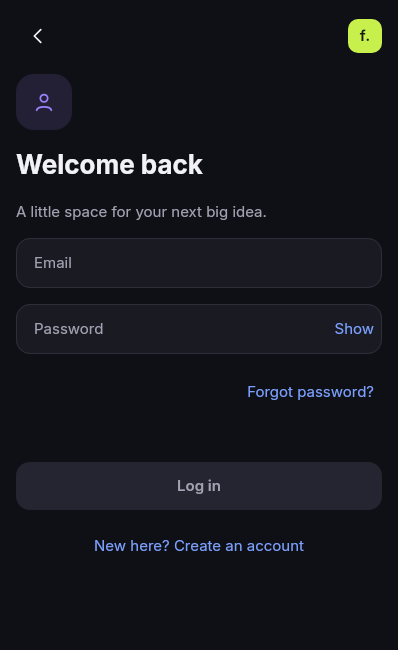 f.
Welcome back
A little space for your next big idea.
Email
Password
Show
Forgot password?
Log in
New here? Create an account